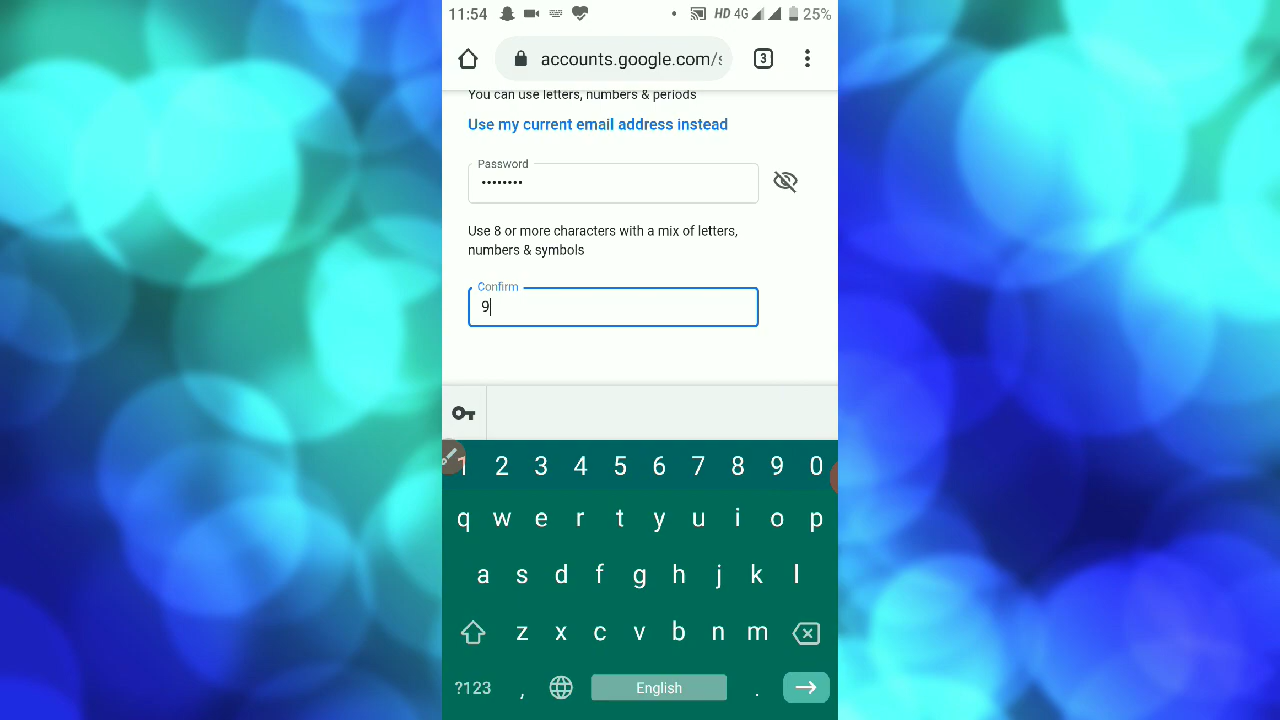 11:54 HD 4G 25%
accounts.google.com/s 3
You can use letters, numbers & periods
Use my current email address instead
Password
••••••••
Use 8 or more characters with a mix of letters,
numbers & symbols
Confirm
9
1 2 3 4 5 6 7 8 9 0
q w e r t y u i o p
a s d f g h j k l
z x c v b n m
?123 , English .